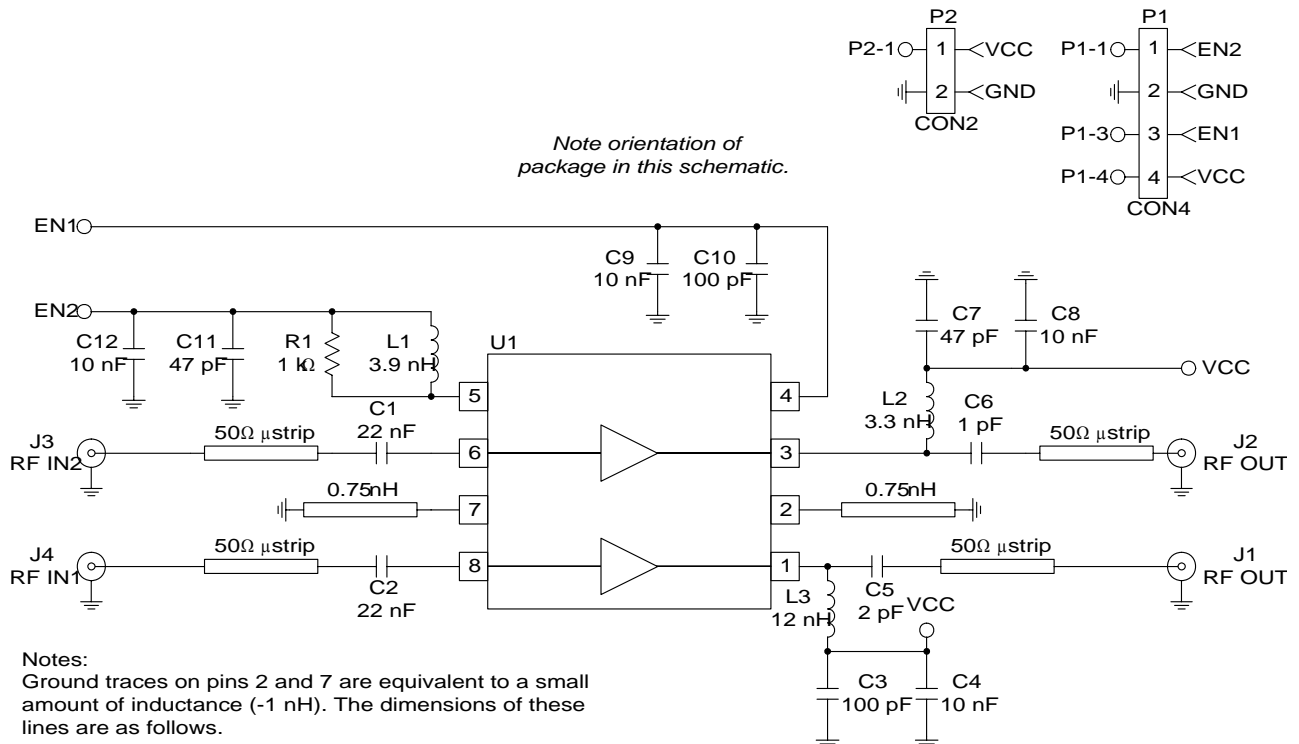 P2
P1
P2-1
1
VCC
P1-1
1
EN2
2
GND
2
GND
CON2
P1-3
3
EN1
P1-4
4
VCC
CON4
Note orientation of
package in this schematic.
EN1
C9
10 nF
C10
100 pF
EN2
C12
10 nF
C11
47 pF
R1
1 kΩ
L1
3.9 nH
U1
C7
47 pF
C8
10 nF
VCC
5
4
L2
3.3 nH
C6
1 pF
C1
22 nF
J3
RF IN2
50Ω µstrip
6
3
50Ω µstrip
J2
RF OUT
0.75nH
7
2
0.75nH
J4
RF IN1
50Ω µstrip
C2
22 nF
8
1
C5
2 pF
50Ω µstrip
J1
RF OUT
L3
12 nH
VCC
C3
100 pF
C4
10 nF
Notes:
Ground traces on pins 2 and 7 are equivalent to a small
amount of inductance (-1 nH). The dimensions of these
lines are as follows.